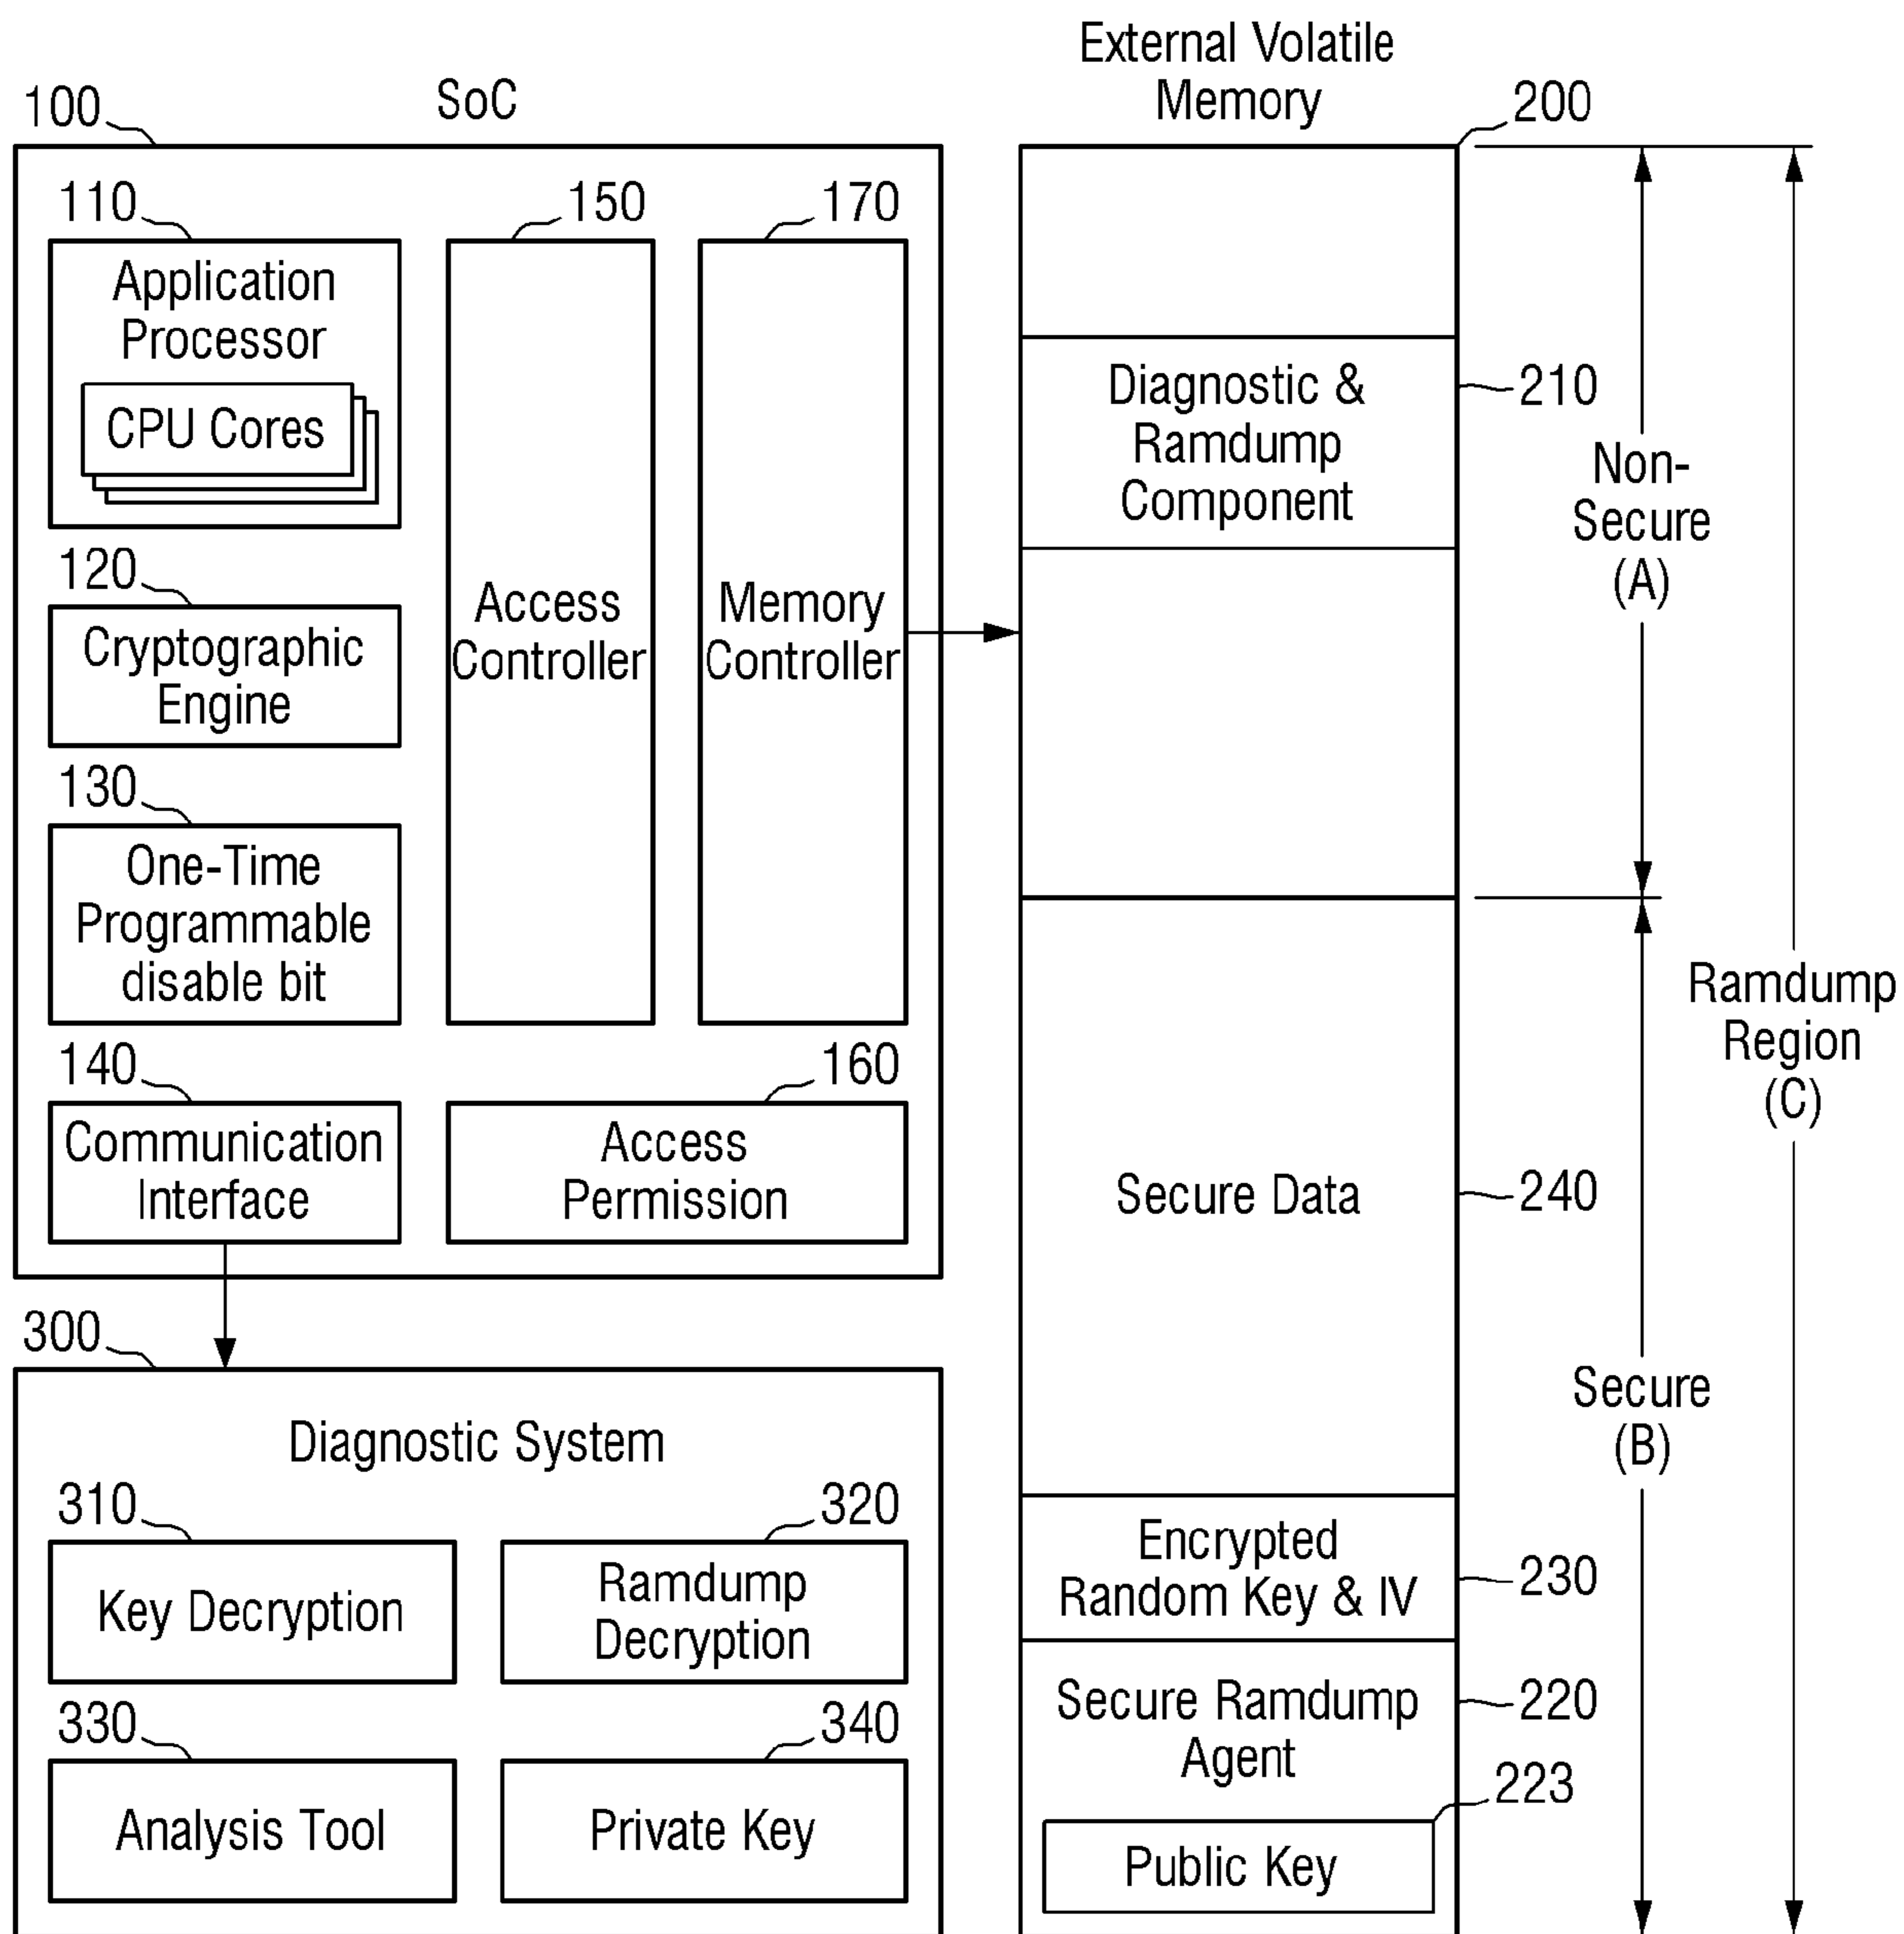 SoC
100
110
Application
Processor
CPU Cores
120
Cryptographic
Engine
130
One-Time
Programmable
disable bit
140
Communication
Interface
150
Access
Controller
170
Memory
Controller
160
Access
Permission
300
Diagnostic System
310
Key Decryption
320
Ramdump
Decryption
330
Analysis Tool
340
Private Key
External Volatile
Memory
200
Diagnostic &
Ramdump
Component
210
Secure Data
240
Encrypted
Random Key & IV
230
Secure Ramdump
Agent
220
223
Public Key
Non-
Secure
(A)
Secure
(B)
Ramdump
Region
(C)